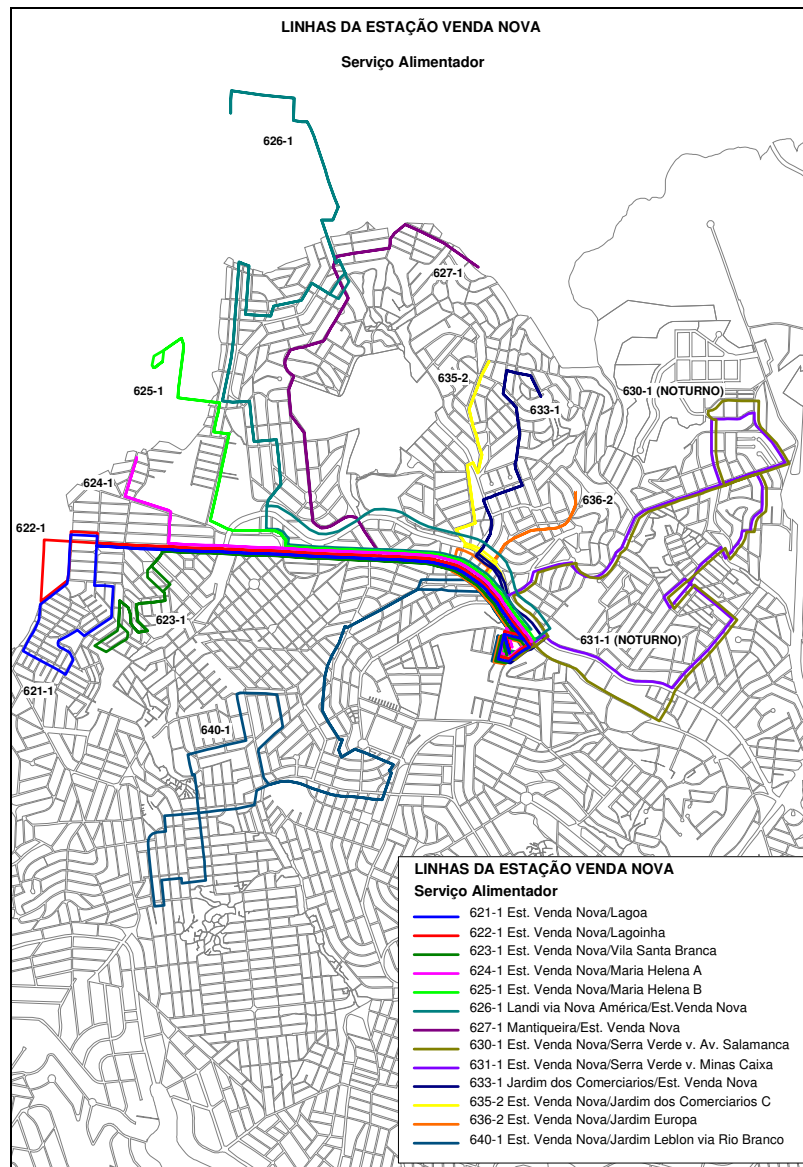 LINHAS DA ESTAÇÃO VENDA NOVA
Serviço Alimentador
626-1
627-1
625-1
635-2
633-1
630-1 (NOTURNO)
624-1
636-2
622-1
623-1
631-1 (NOTURNO)
621-1
640-1
LINHAS DA ESTAÇÃO VENDA NOVA
Serviço Alimentador
621-1 Est. Venda Nova/Lagoa
622-1 Est. Venda Nova/Lagoinha
623-1 Est. Venda Nova/Vila Santa Branca
624-1 Est. Venda Nova/Maria Helena A
625-1 Est. Venda Nova/Maria Helena B
626-1 Landi via Nova América/Est.Venda Nova
627-1 Mantiqueira/Est. Venda Nova
630-1 Est. Venda Nova/Serra Verde v. Av. Salamanca
631-1 Est. Venda Nova/Serra Verde v. Minas Caixa
633-1 Jardim dos Comerciarios/Est. Venda Nova
635-2 Est. Venda Nova/Jardim dos Comerciarios C
636-2 Est. Venda Nova/Jardim Europa
640-1 Est. Venda Nova/Jardim Leblon via Rio Branco